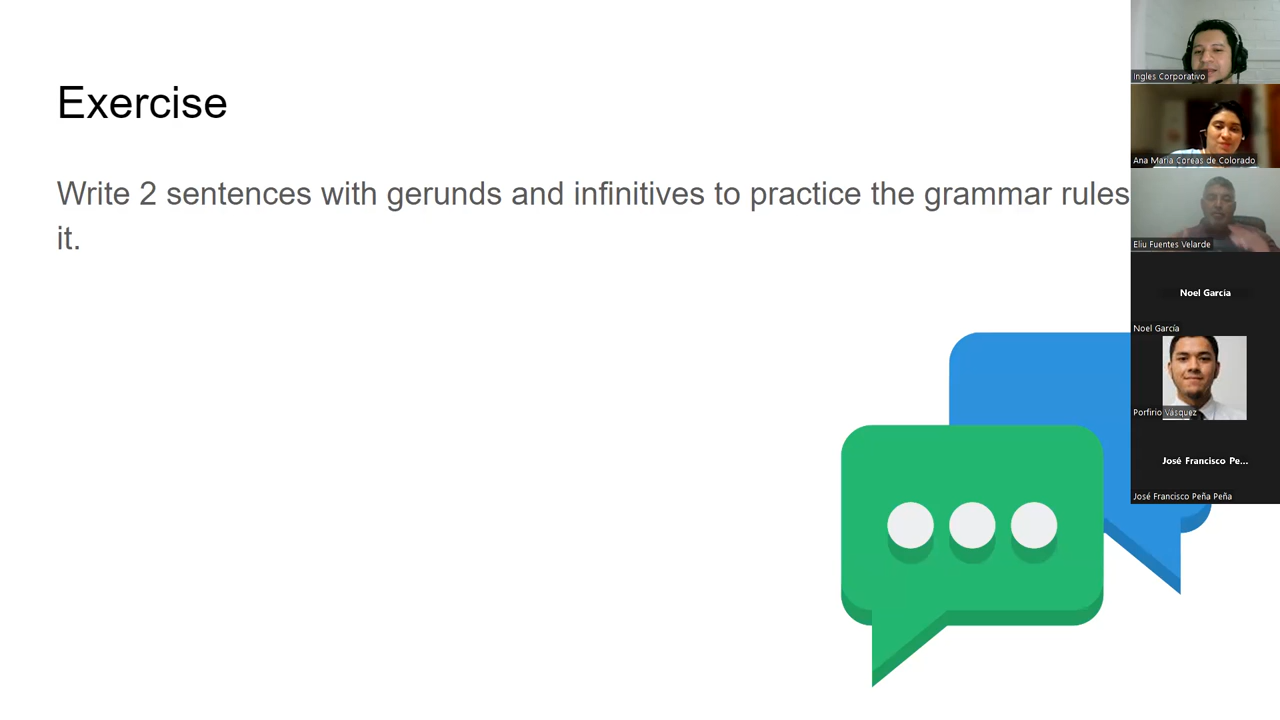 Exercise
Write 2 sentences with gerunds and infinitives to practice the grammar rules
it.
Ingles Corporativo
Ana Maria Coreas de Colorado
Eliu Fuentes Velarde
Noel Garcia
Noel García
Porfirio Vasquez
José Francisco Pe...
José Francisco Peña Peña